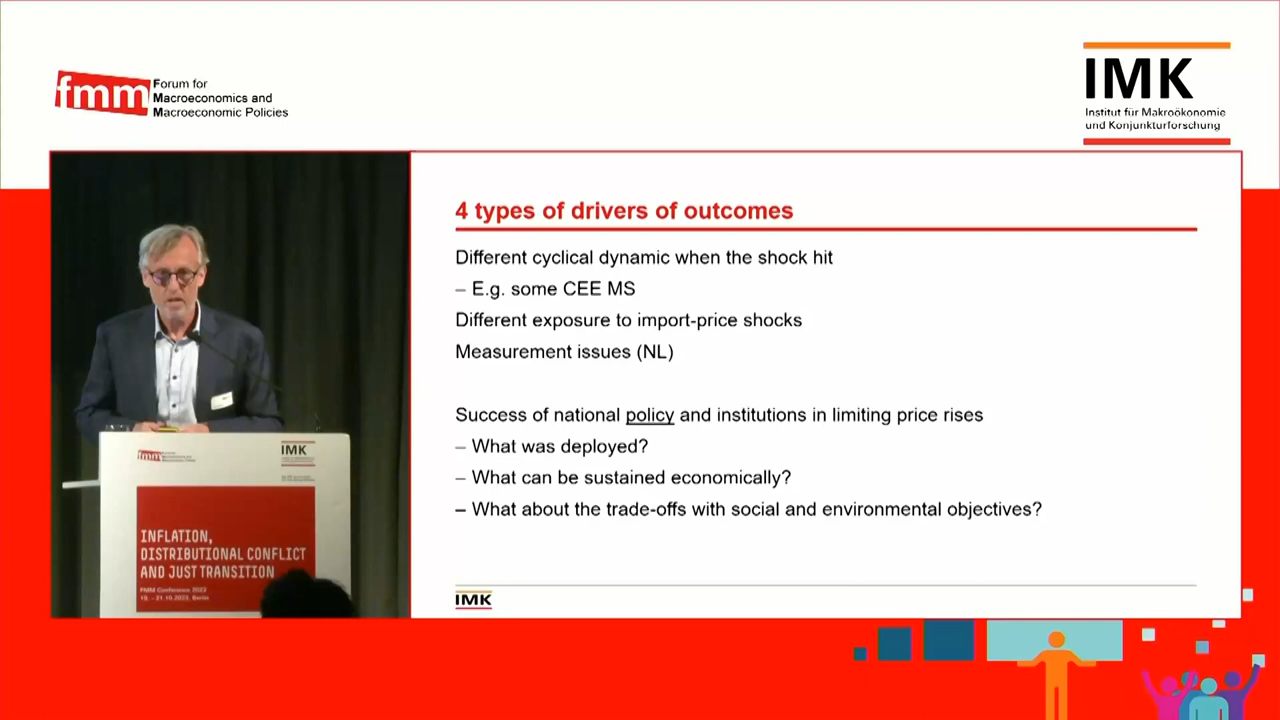 fmm
Forum for
Macroeconomics and
Macroeconomic Policies
IMK
Institut für Makroökonomie
und Konjunkturforschung
4 types of drivers of outcomes
Different cyclical dynamic when the shock hit
– E.g. some CEE MS
Different exposure to import-price shocks
Measurement issues (NL)
Success of national policy and institutions in limiting price rises
– What was deployed?
– What can be sustained economically?
– What about the trade-offs with social and environmental objectives?
IMK
fmm
IMK
INFLATION,
DISTRIBUTIONAL CONFLICT
AND JUST TRANSITION
FMM Conference 2023